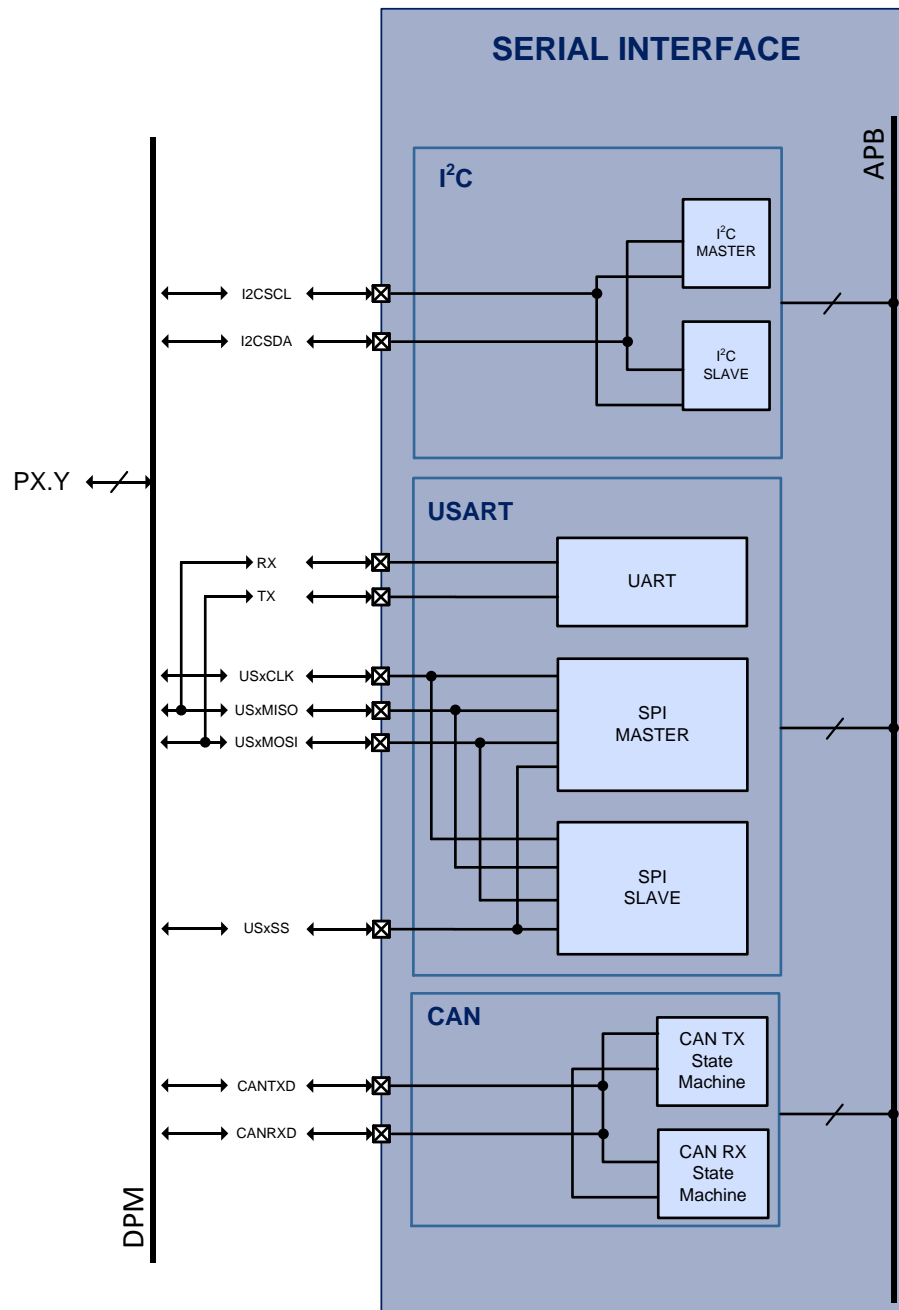 SERIAL INTERFACE
APB
I²C
I²C
MASTER
I2CSCL
I2CSDA
I²C
SLAVE
PX.Y
USART
RX
UART
TX
USxCLK
USxMISO
SPI
MASTER
USxMOSI
SPI
SLAVE
USxSS
CAN
CAN TX
State
Machine
CANTXD
CANRXD
CAN RX
State
Machine
DPM